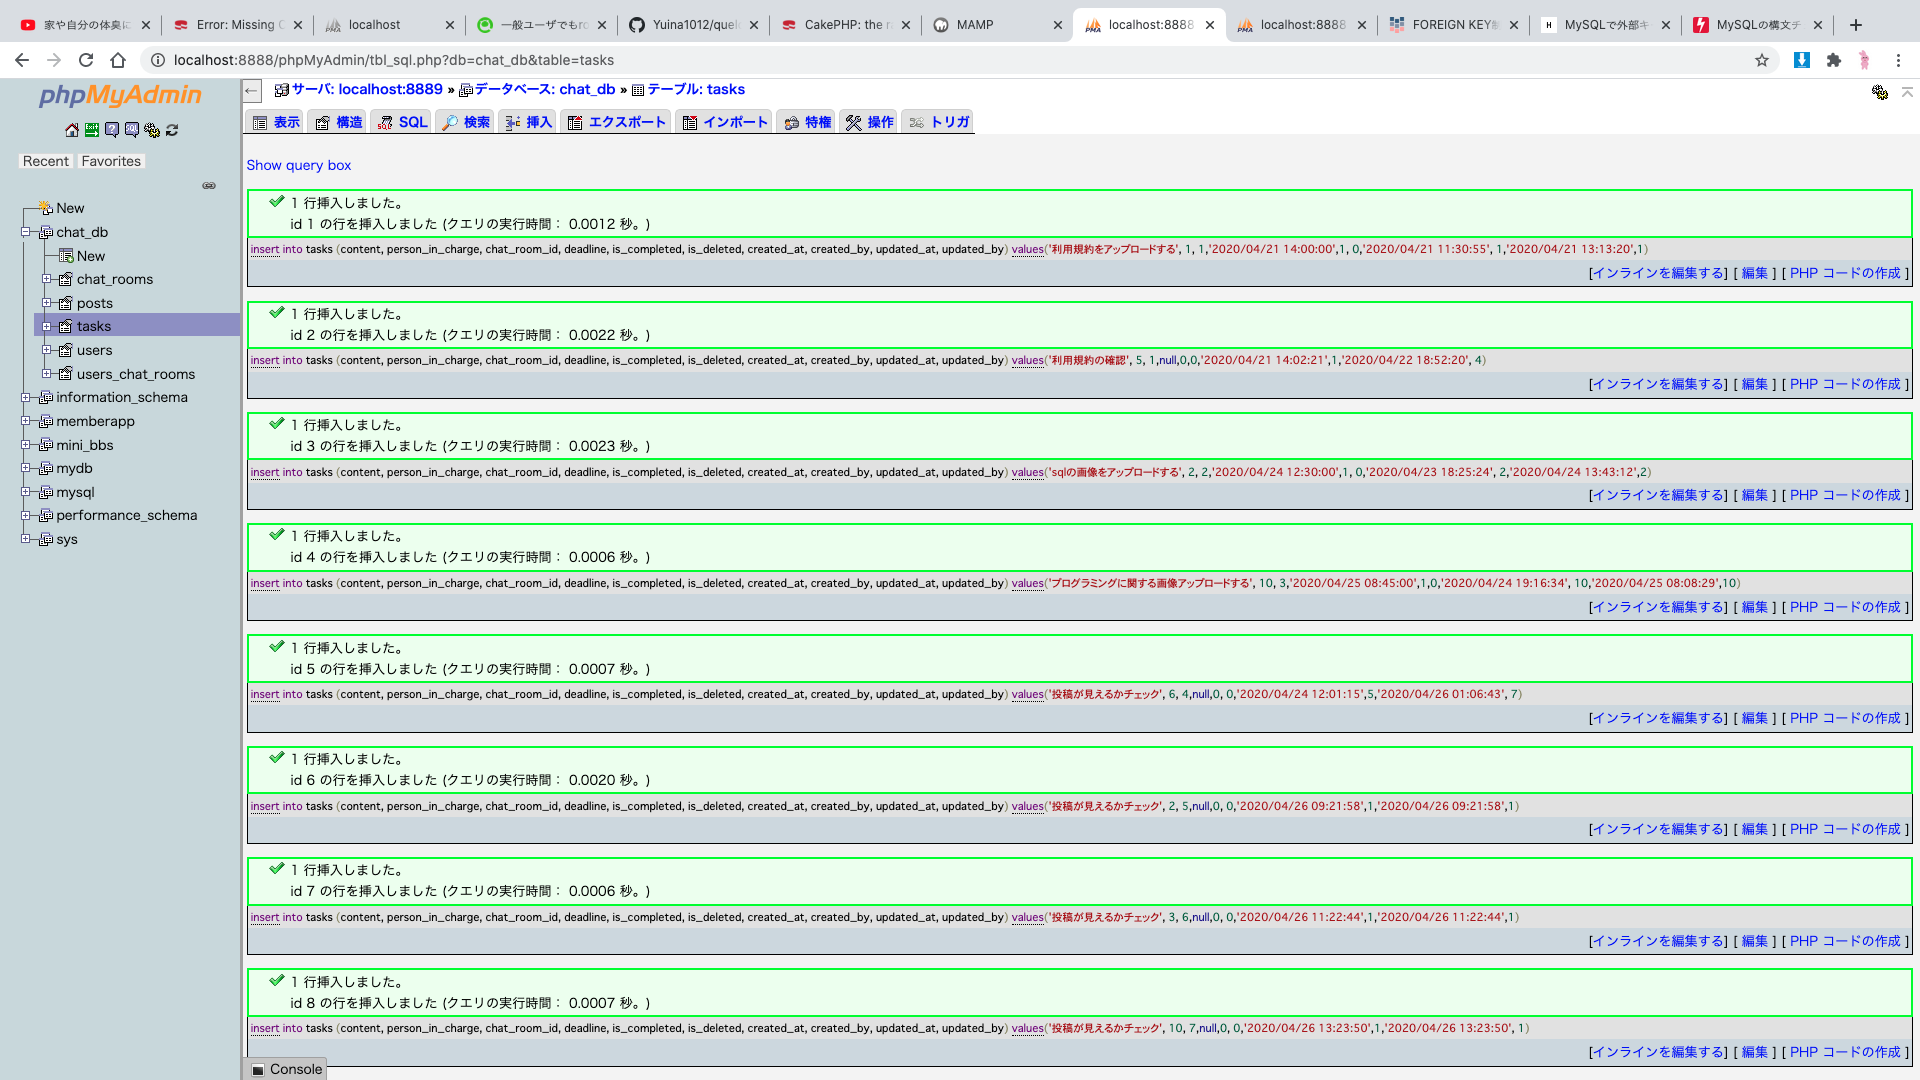 家や自分の体臭に
Error: Missing C
localhost
一般ユーザでもro
Yuina1012/quelc
CakePHP: the ra
MAMP
localhost:8888
localhost:8888
FOREIGN KEY制
MySQLで外部キ
MySQLの構文チ
localhost:8888/phpMyAdmin/tbl_sql.php?db=chat_db&table=tasks
phpMyAdmin
Recent Favorites
New
chat_db
New
chat_rooms
posts
tasks
users
users_chat_rooms
information_schema
memberapp
mini_bbs
mydb
mysql
performance_schema
sys
サーバ: localhost:8889 » データベース: chat_db » テーブル: tasks
表示 構造 SQL 検索 挿入 エクスポート インポート 特権 操作 トリガ
Show query box
1 行挿入しました。
id 1 の行を挿入しました (クエリの実行時間： 0.0012 秒。)
insert into tasks (content, person_in_charge, chat_room_id, deadline, is_completed, is_deleted, created_at, created_by, updated_at, updated_by) values('利用規約をアップロードする', 1, 1,'2020/04/21 14:00:00',1, 0,'2020/04/21 11:30:55', 1,'2020/04/21 13:13:20',1)
[インラインを編集する] [ 編集 ] [ PHP コードの作成 ]
1 行挿入しました。
id 2 の行を挿入しました (クエリの実行時間： 0.0022 秒。)
insert into tasks (content, person_in_charge, chat_room_id, deadline, is_completed, is_deleted, created_at, created_by, updated_at, updated_by) values('利用規約の確認', 5, 1,null,0,0,'2020/04/21 14:02:21',1,'2020/04/22 18:52:20', 4)
[インラインを編集する] [ 編集 ] [ PHP コードの作成 ]
1 行挿入しました。
id 3 の行を挿入しました (クエリの実行時間： 0.0023 秒。)
insert into tasks (content, person_in_charge, chat_room_id, deadline, is_completed, is_deleted, created_at, created_by, updated_at, updated_by) values('sqlの画像をアップロードする', 2, 2,'2020/04/24 12:30:00',1, 0,'2020/04/23 18:25:24', 2,'2020/04/24 13:43:12',2)
[インラインを編集する] [ 編集 ] [ PHP コードの作成 ]
1 行挿入しました。
id 4 の行を挿入しました (クエリの実行時間： 0.0006 秒。)
insert into tasks (content, person_in_charge, chat_room_id, deadline, is_completed, is_deleted, created_at, created_by, updated_at, updated_by) values('プログラミングに関する画像アップロードする', 10, 3,'2020/04/25 08:45:00',1,0,'2020/04/24 19:16:34', 10,'2020/04/25 08:08:29',10)
[インラインを編集する] [ 編集 ] [ PHP コードの作成 ]
1 行挿入しました。
id 5 の行を挿入しました (クエリの実行時間： 0.0007 秒。)
insert into tasks (content, person_in_charge, chat_room_id, deadline, is_completed, is_deleted, created_at, created_by, updated_at, updated_by) values('投稿が見えるかチェック', 6, 4,null,0, 0,'2020/04/24 12:01:15',5,'2020/04/26 01:06:43', 7)
[インラインを編集する] [ 編集 ] [ PHP コードの作成 ]
1 行挿入しました。
id 6 の行を挿入しました (クエリの実行時間： 0.0020 秒。)
insert into tasks (content, person_in_charge, chat_room_id, deadline, is_completed, is_deleted, created_at, created_by, updated_at, updated_by) values('投稿が見えるかチェック', 2, 5,null,0, 0,'2020/04/26 09:21:58',1,'2020/04/26 09:21:58',1)
[インラインを編集する] [ 編集 ] [ PHP コードの作成 ]
1 行挿入しました。
id 7 の行を挿入しました (クエリの実行時間： 0.0006 秒。)
insert into tasks (content, person_in_charge, chat_room_id, deadline, is_completed, is_deleted, created_at, created_by, updated_at, updated_by) values('投稿が見えるかチェック', 3, 6,null,0, 0,'2020/04/26 11:22:44',1,'2020/04/26 11:22:44',1)
[インラインを編集する] [ 編集 ] [ PHP コードの作成 ]
1 行挿入しました。
id 8 の行を挿入しました (クエリの実行時間： 0.0007 秒。)
insert into tasks (content, person_in_charge, chat_room_id, deadline, is_completed, is_deleted, created_at, created_by, updated_at, updated_by) values('投稿が見えるかチェック', 10, 7,null,0, 0,'2020/04/26 13:23:50',1,'2020/04/26 13:23:50', 1)
[インラインを編集する] [ 編集 ] [ PHP コードの作成 ]
Console